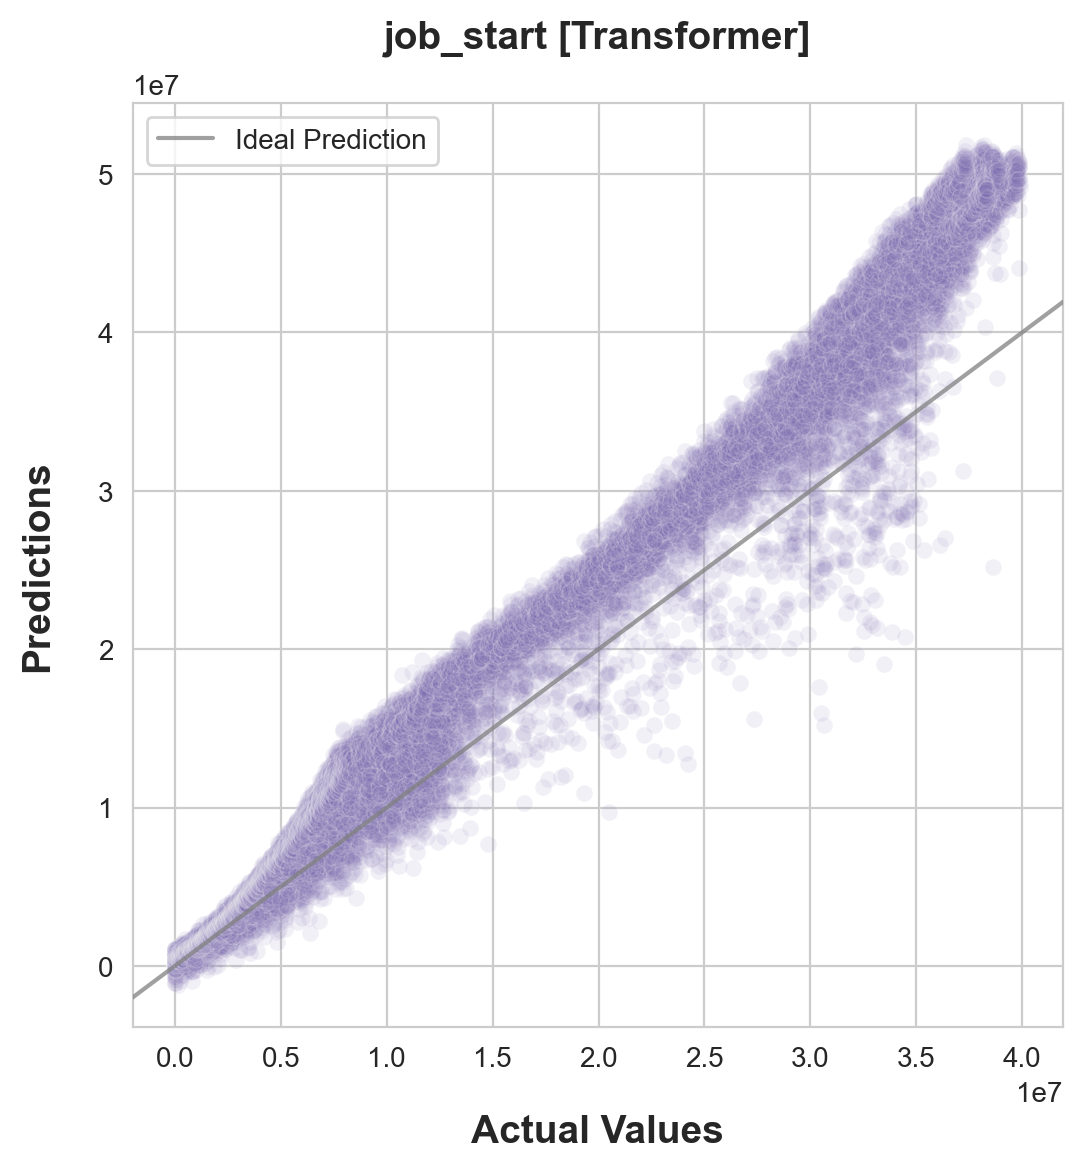 job_start [Transformer]
1e7
Ideal Prediction
5
4
3
2
1
0
Predictions
0.0 0.5 1.0 1.5 2.0 2.5 3.0 3.5 4.0
1e7
Actual Values